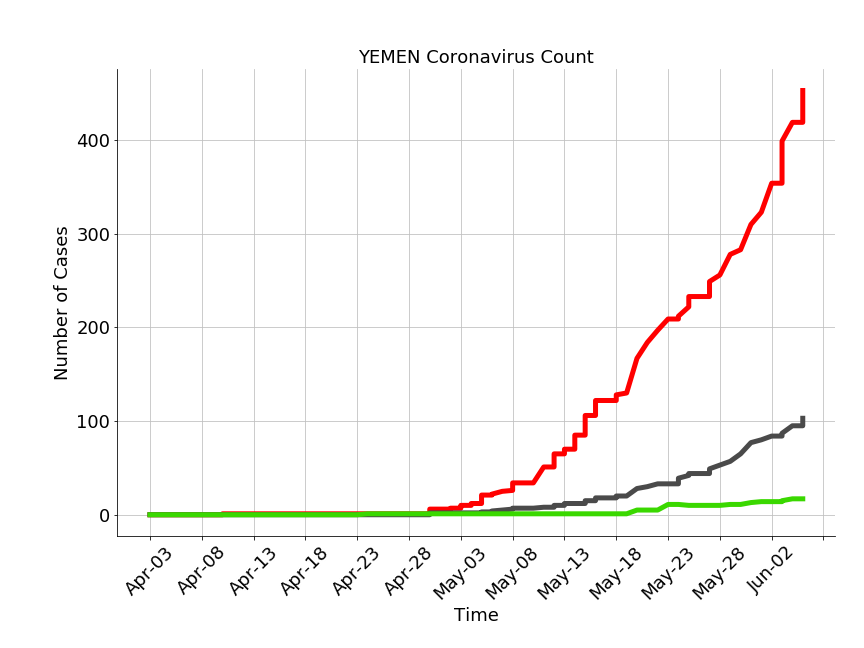 YEMEN Coronavirus Count
Number of Cases
400
300
200
100
0
Apr-03
Apr-08
Apr-13
Apr-18
Apr-23
Apr-28
May-03
May-08
May-13
May-18
May-23
May-28
Jun-02
Time